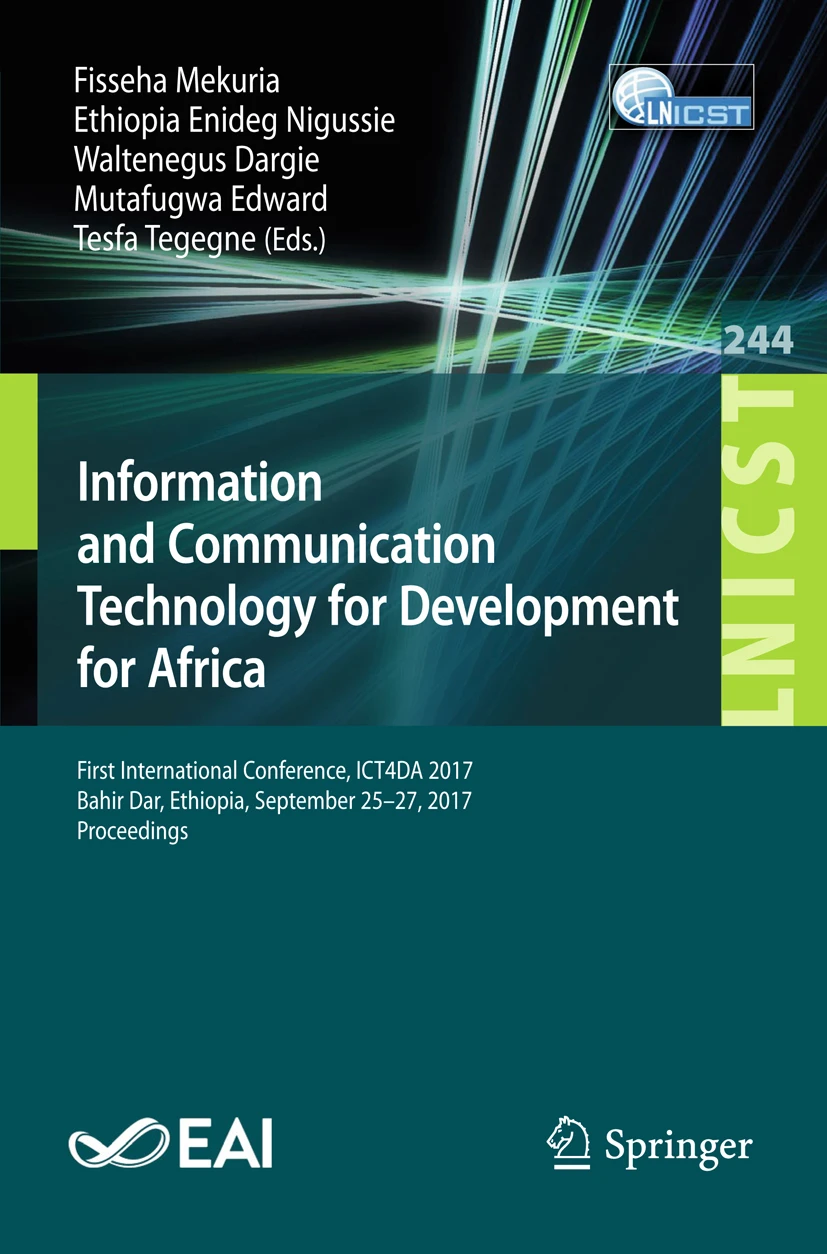 Fisseha Mekuria
Ethiopia Enideg Nigussie
Waltenegus Dargie
Mutafugwa Edward
Tesfa Tegegne (Eds.)
LNICST
244
LNICST
Information
and Communication
Technology for Development
for Africa
First International Conference, ICT4DA 2017
Bahir Dar, Ethiopia, September 25–27, 2017
Proceedings
EAI
Springer